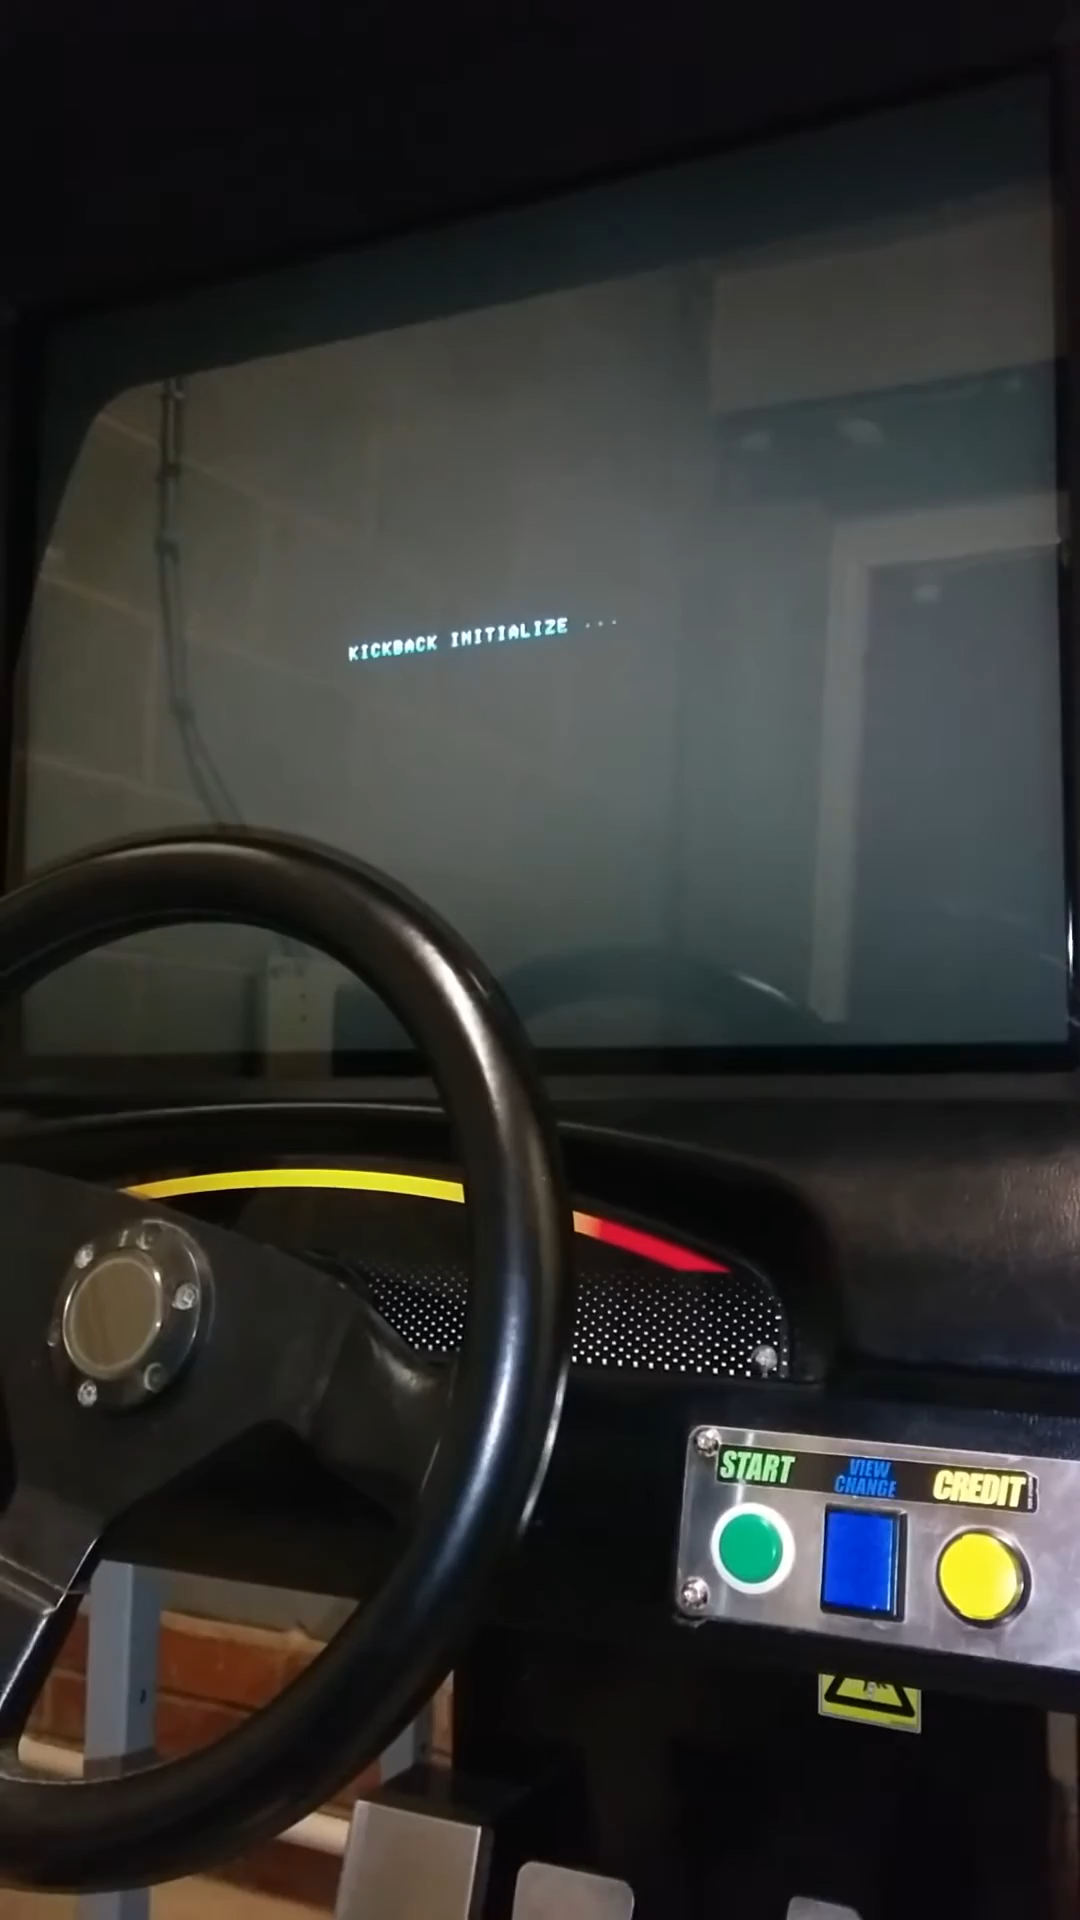 KICKBACK INITIALIZE ...
START
VIEW
CHANGE
CREDIT